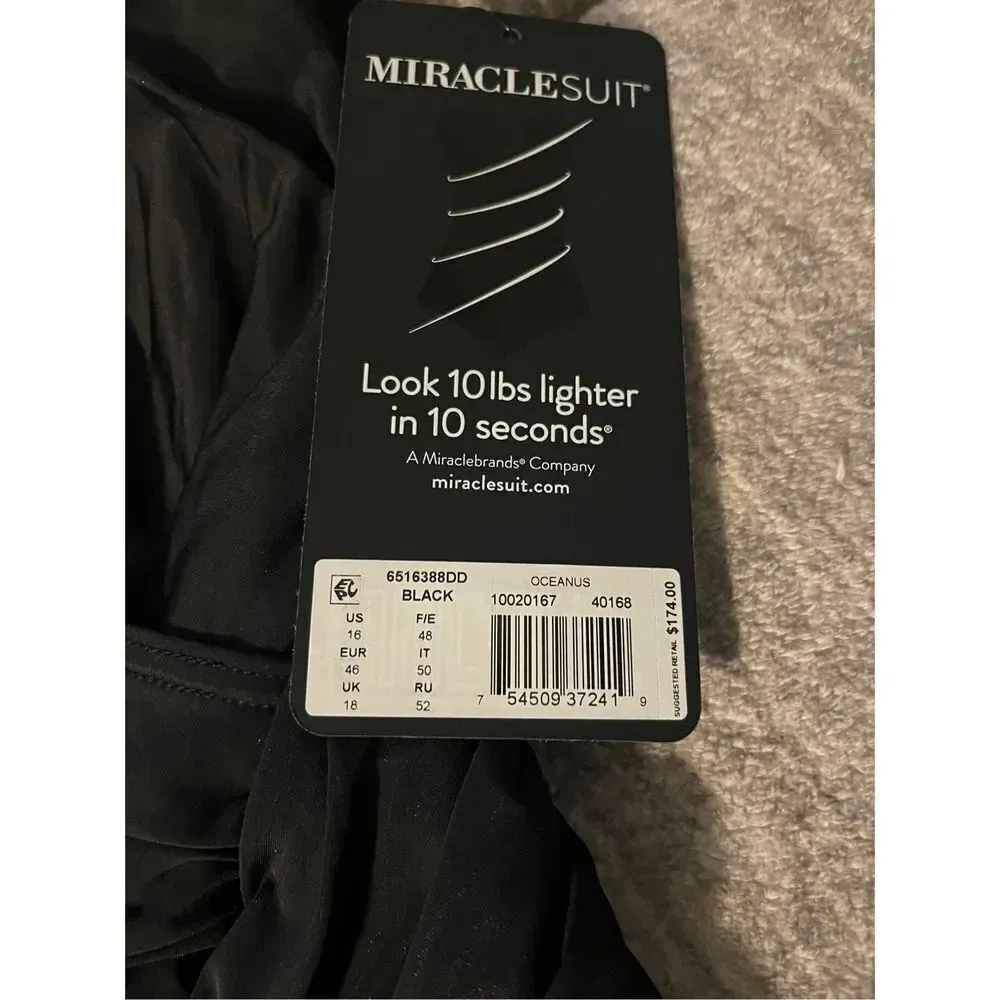 MIRACLESUIT®
Look 10 lbs lighter
in 10 seconds®
A Miraclebrands® Company
miraclesuit.com
6516388DD
BLACK
OCEANUS
10020167 40168
US F/E
16 48
EUR IT
46 50
UK RU
18 52
7 54509 37241 9
SUGGESTED RETAIL $174.00